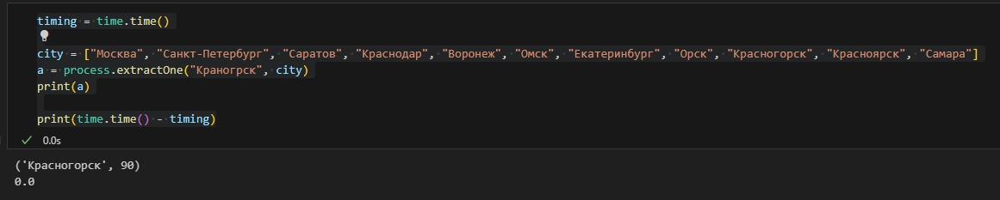 timing = time.time()
city = ["Москва", "Санкт-Петербург", "Саратов", "Краснодар", "Воронеж", "Омск", "Екатеринбург", "Орск", "Красногорск", "Красноярск", "Самара"]
a = process.extractOne("Краногрск", city)
print(a)
print(time.time() - timing)
0.0s
('Красногорск', 90)
0.0